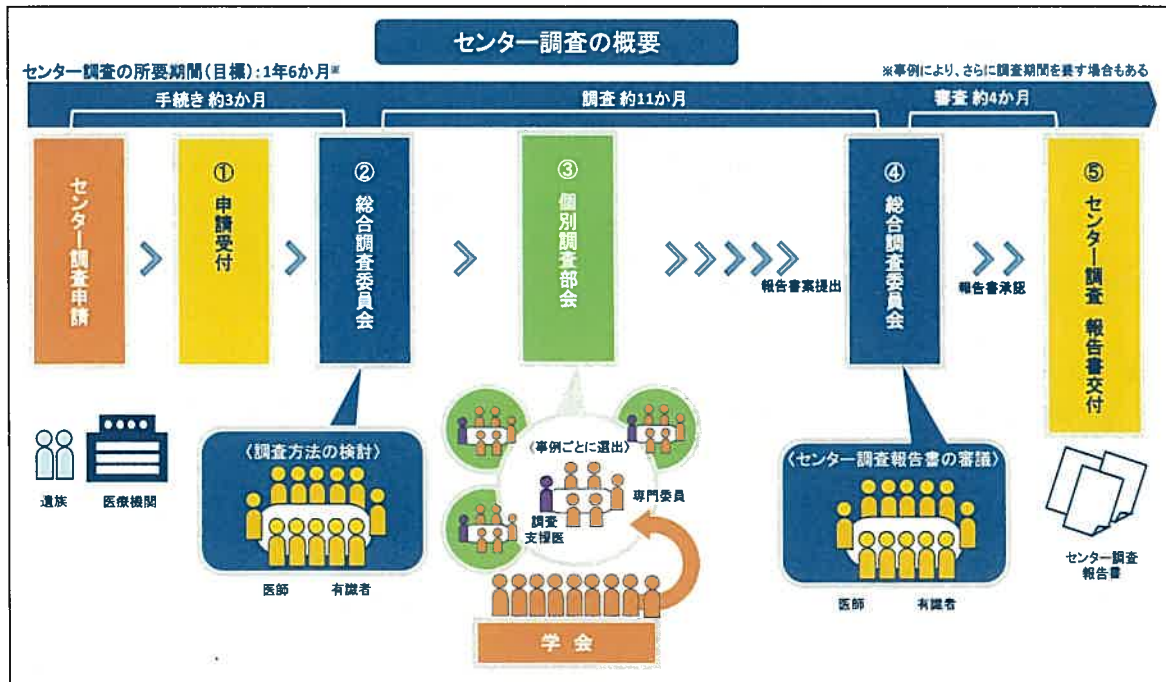 センター調査の概要
センター調査の所要期間(目標):1年6か月※
※事例により、さらに調査期間を要す場合もある
手続き 約3か月
調査 約11か月
審査 約4か月
センター調査申請
① 申請受付
② 総合調査委員会
③ 個別調査部会
報告書案提出
④ 総合調査委員会
報告書承認
⑤ センター調査 報告書交付
遺族
医療機関
〈調査方法の検討〉
医師
有識者
〈事例ごとに選出〉
専門委員
調査
支援医
学会
〈センター調査報告書の審議〉
医師
有識者
センター調査
報告書